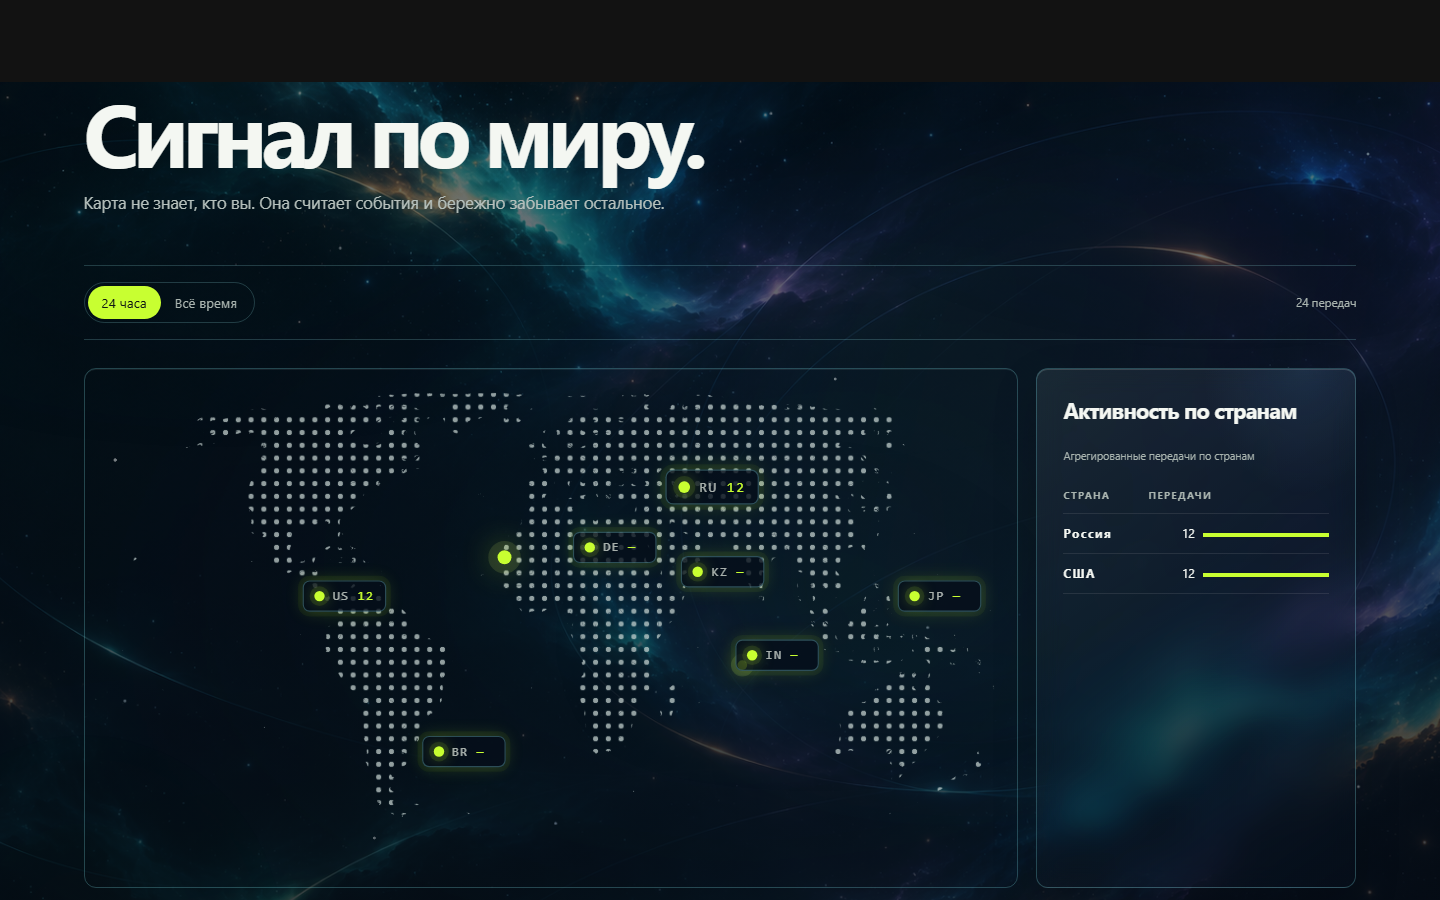 Сигнал по миру.
Карта не знает, кто вы. Она считает события и бережно забывает остальное.
24 часа
Всё время
24 передач
RU 12
DE –
KZ –
US 12
JP –
IN –
BR –
Активность по странам
Агрегированные передачи по странам
СТРАНА ПЕРЕДАЧИ
Россия 12
США 12